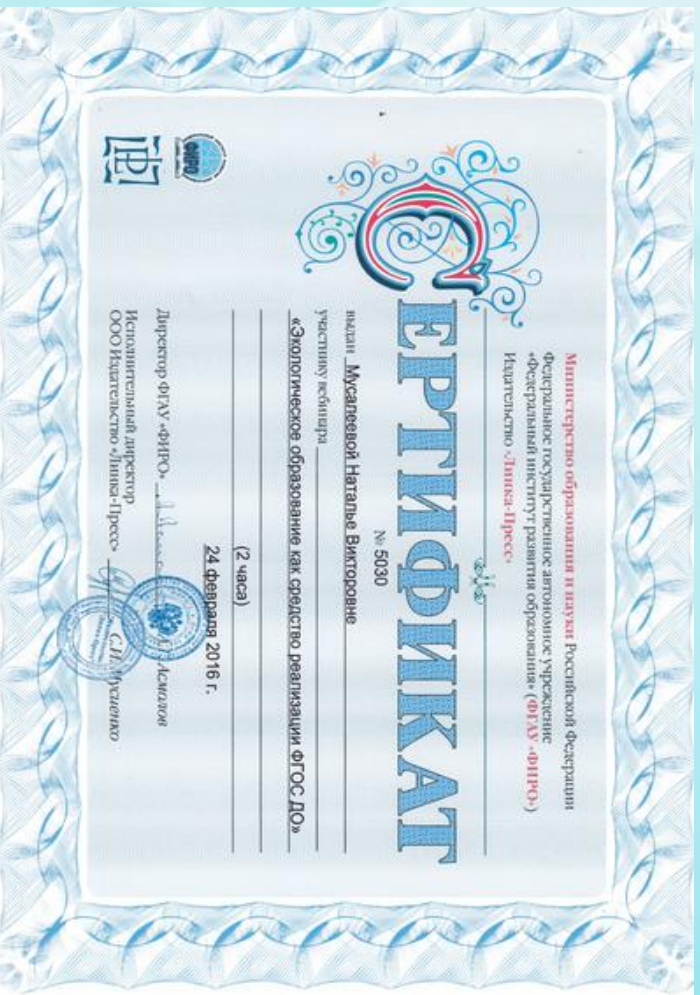 Министерство образования и науки Российской Федерации
Федеральное государственное автономное учреждение
«Федеральный институт развития образования» (ФГАУ «ФИРО»)
Издательство «Линка-Пресс»
СЕРТИФИКАТ
№ 5030
выдан Мусалеевой Наталье Викторовне
участнику вебинара
«Экологическое образование как средство реализации ФГОС ДО»
(2 часа)
24 февраля 2016 г.
Директор ФГАУ «ФИРО» Асмолов
Исполнительный директор
ООО Издательство «Линка-Пресс» С.И. Мусиенко
ФИРО